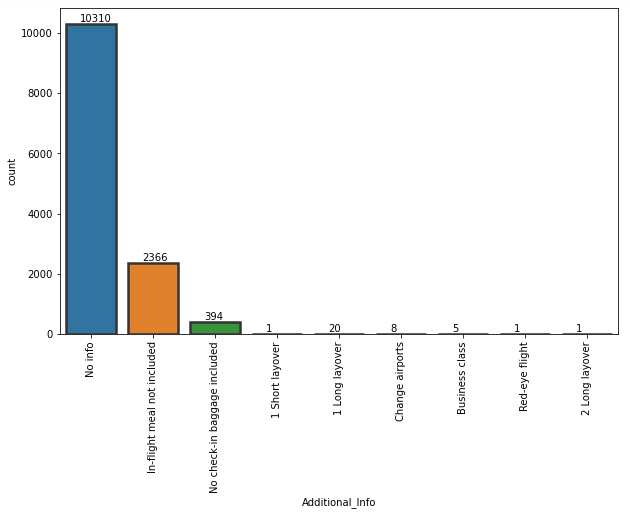 10310
10000
8000
6000
4000
2000
0
count
2366
394
1
20
8
5
1
1
No info
In-flight meal not included
No check-in baggage included
1 Short layover
1 Long layover
Change airports
Business class
Red-eye flight
2 Long layover
Additional_Info